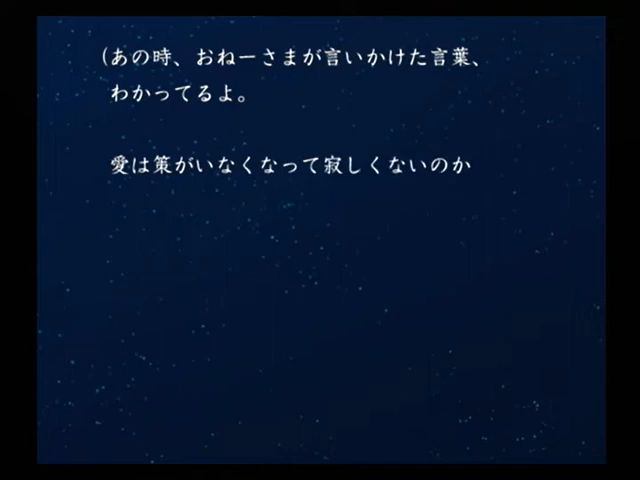 (あの時、おねーさまが言いかけた言葉、
わかってるよ。
愛は策がいなくなって寂しくないのか